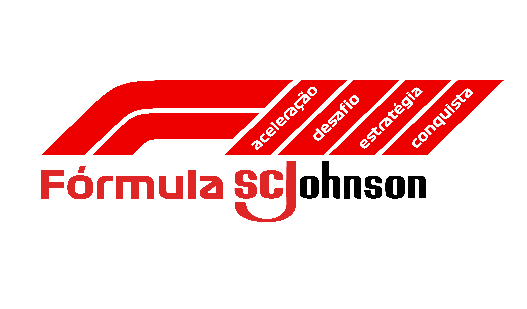 aceleração
desafio
estratégia
conquista
Fórmula SCJohnson